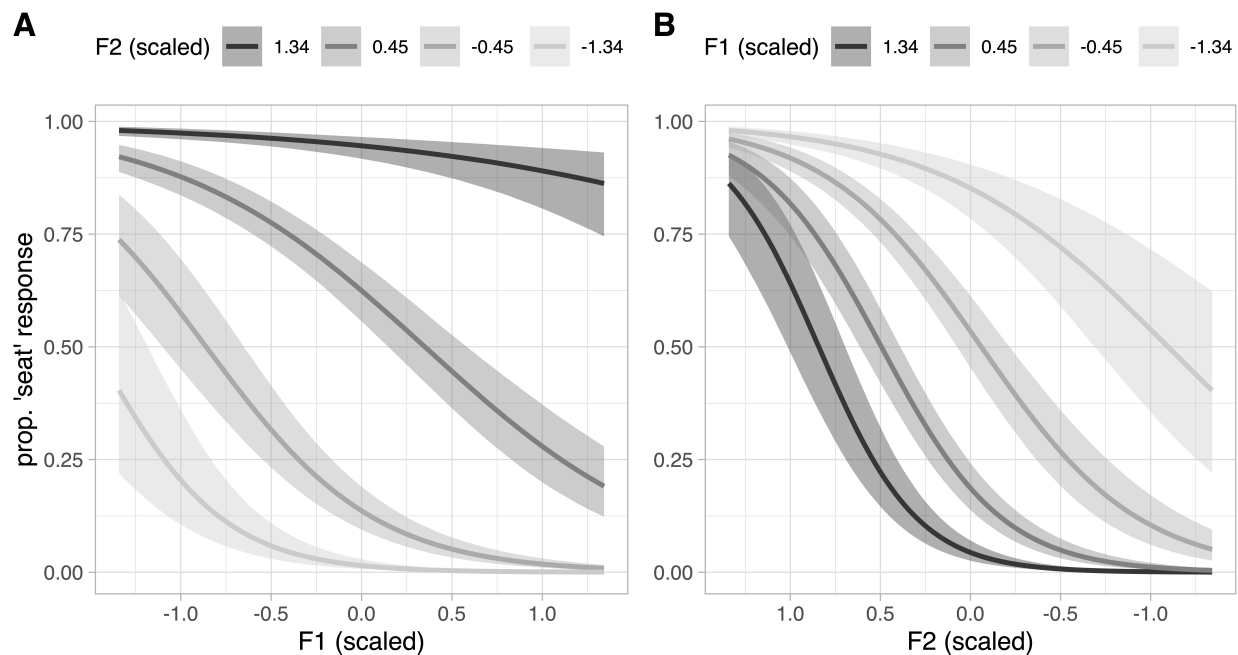 A
F2 (scaled) 1.34 0.45 -0.45 -1.34
prop. 'seat' response
1.00
0.75
0.50
0.25
0.00
-1.0 -0.5 0.0 0.5 1.0
F1 (scaled)
B
F1 (scaled) 1.34 0.45 -0.45 -1.34
1.00
0.75
0.50
0.25
0.00
1.0 0.5 0.0 -0.5 -1.0
F2 (scaled)